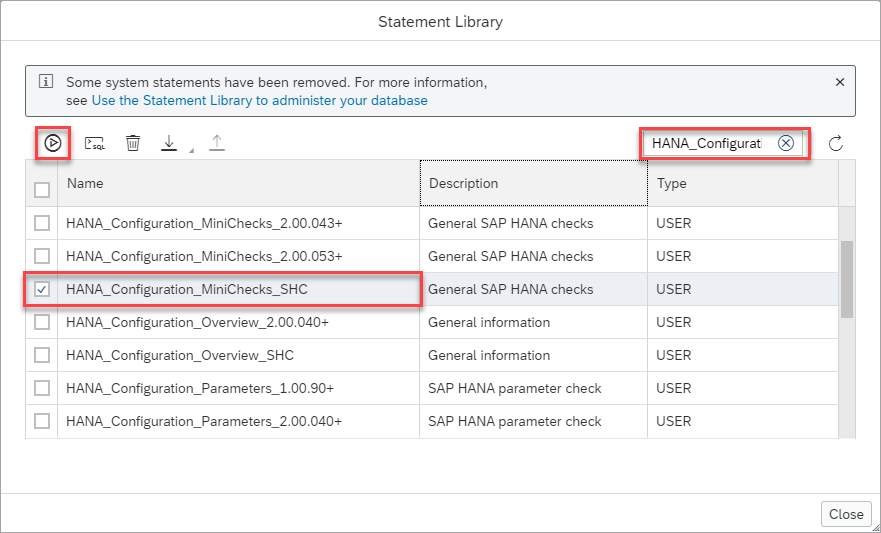 Statement Library
Some system statements have been removed. For more information,
see Use the Statement Library to administer your database
SQL
HANA_Configurati
Name Description Type
HANA_Configuration_MiniChecks_2.00.043+ General SAP HANA checks USER
HANA_Configuration_MiniChecks_2.00.053+ General SAP HANA checks USER
HANA_Configuration_MiniChecks_SHC General SAP HANA checks USER
HANA_Configuration_Overview_2.00.040+ General information USER
HANA_Configuration_Overview_SHC General information USER
HANA_Configuration_Parameters_1.00.90+ SAP HANA parameter check USER
HANA_Configuration_Parameters_2.00.040+ SAP HANA parameter check USER
Close